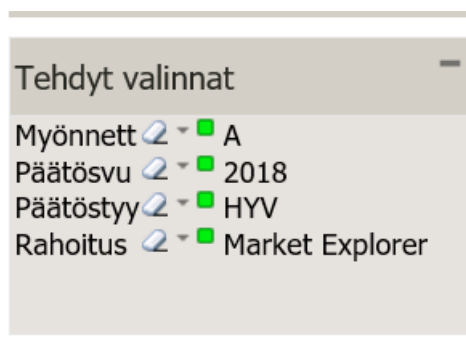 Tehdyt valinnat
Myönnett A
Päätösvu 2018
Päätöstyy HYV
Rahoitus Market Explorer